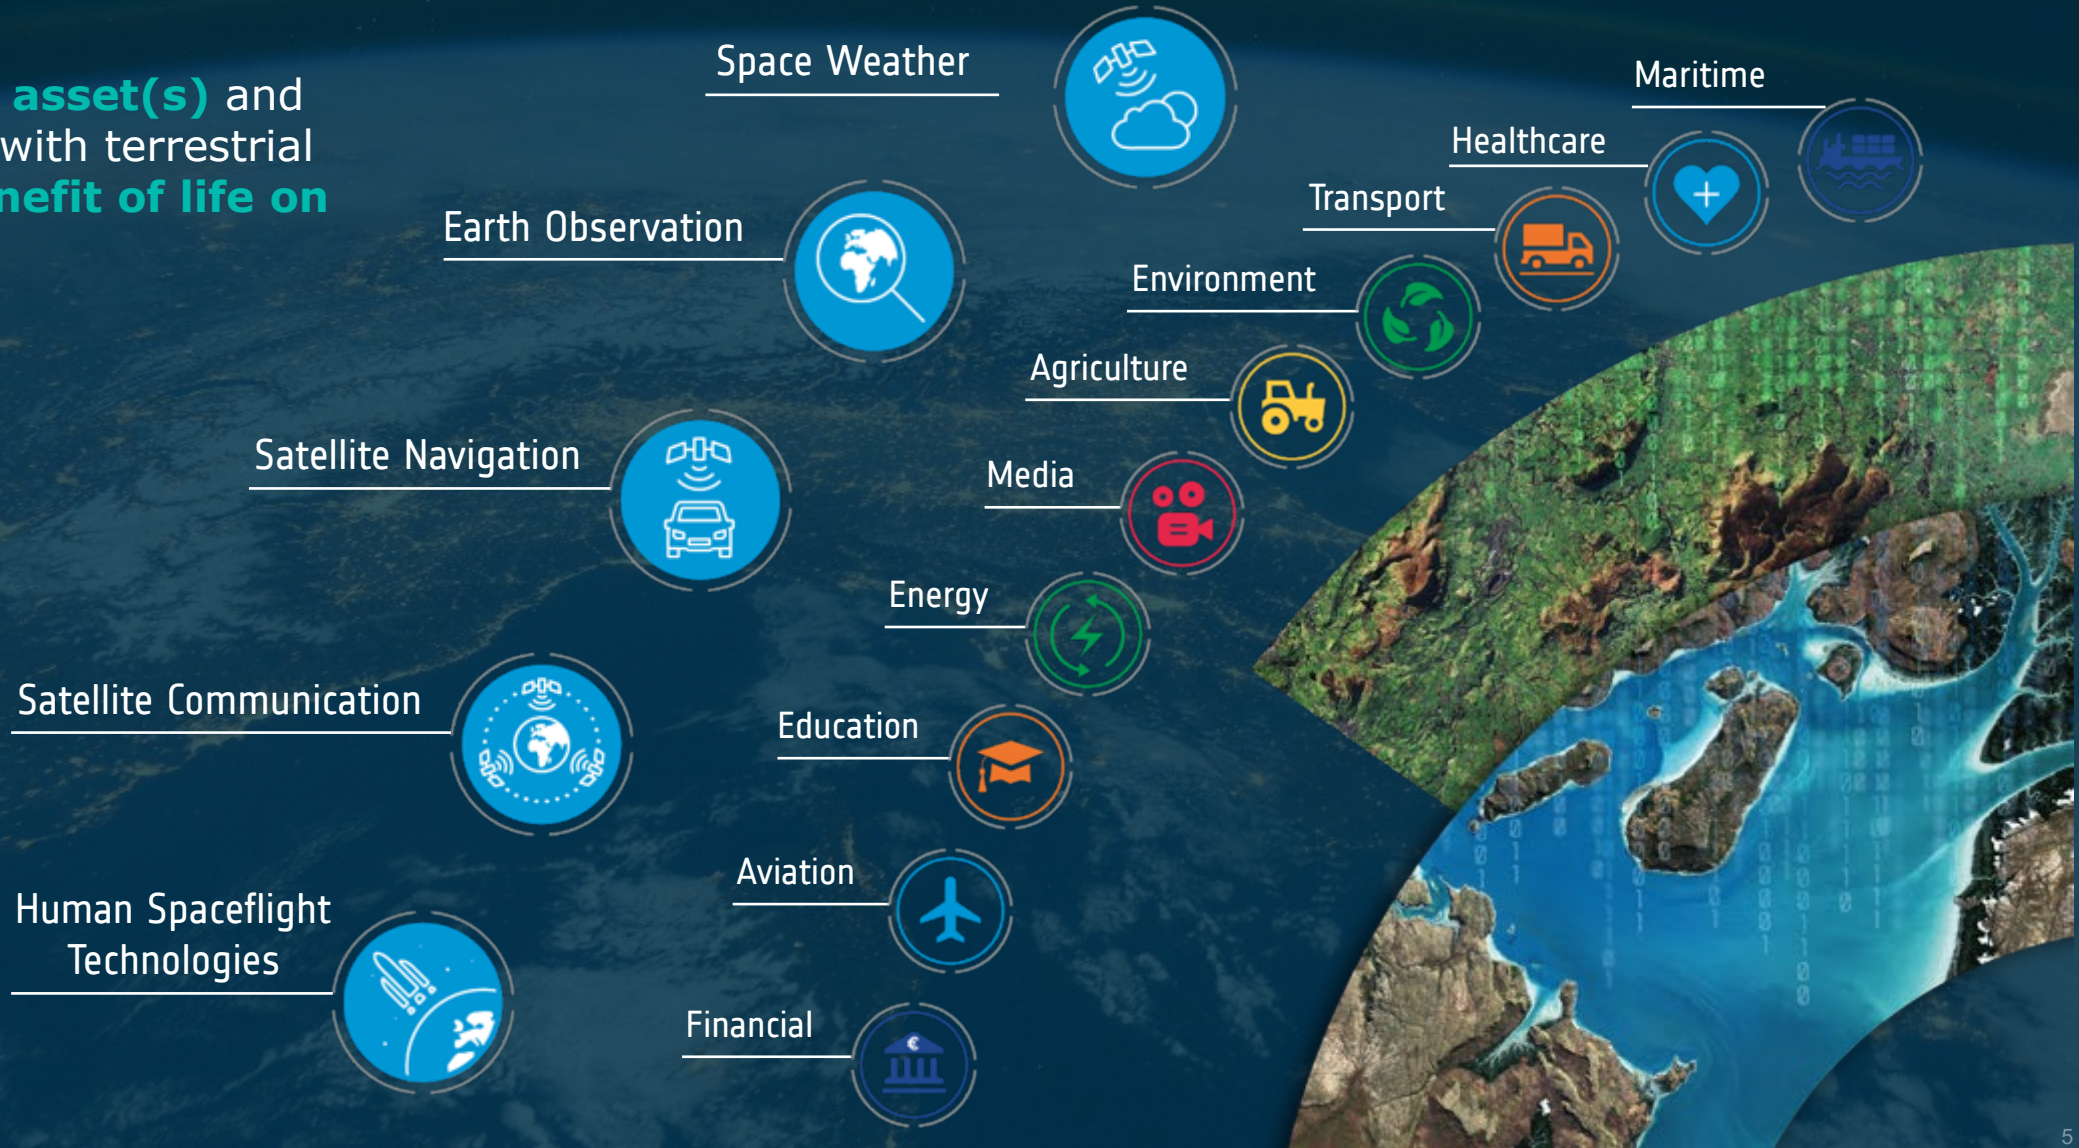 asset(s) and
with terrestrial
nefit of life on
Space Weather
Earth Observation
Satellite Navigation
Satellite Communication
Human Spaceflight
Technologies
Maritime
Healthcare
Transport
Environment
Agriculture
Media
Energy
Education
Aviation
Financial
€
5